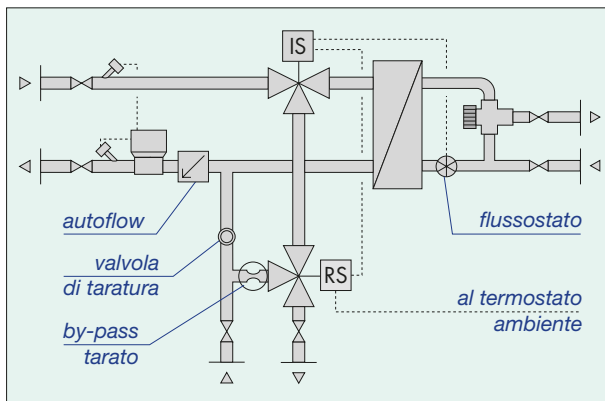 IS
autoflow
flussostato
valvola
di taratura
RS
al termostato
ambiente
by-pass
tarato